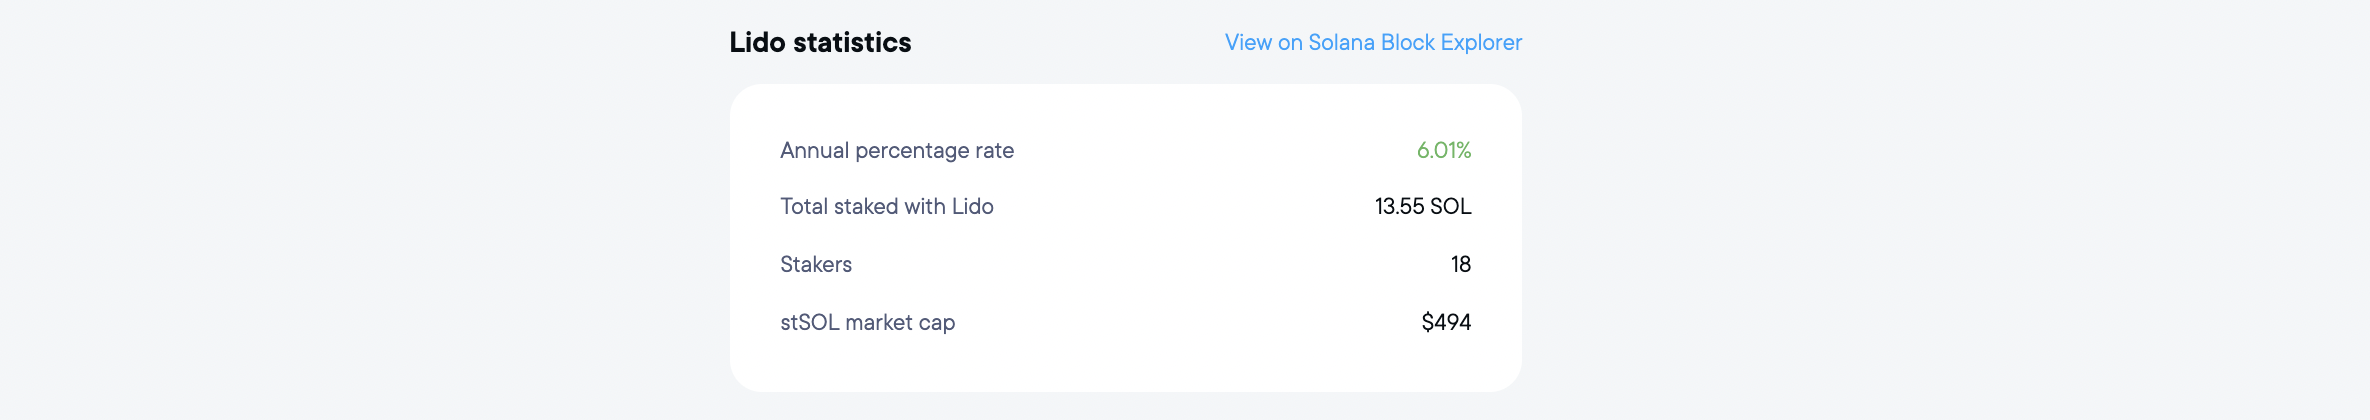 Lido statistics
View on Solana Block Explorer
Annual percentage rate 6.01%
Total staked with Lido 13.55 SOL
Stakers 18
stSOL market cap $494